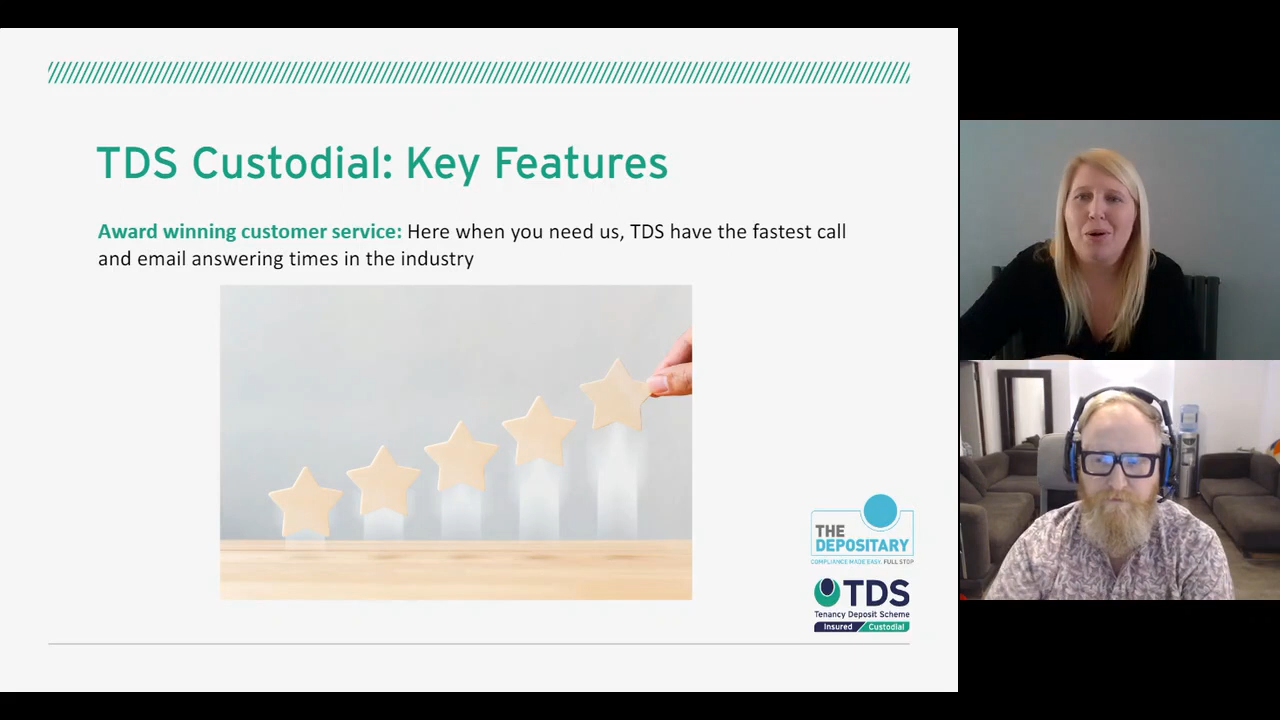 TDS Custodial: Key Features
Award winning customer service: Here when you need us, TDS have the fastest call
and email answering times in the industry
THE
DEPOSITARY
COMPLIANCE MADE EASY. FULL STOP
TDS
Tenancy Deposit Scheme
Insured Custodial